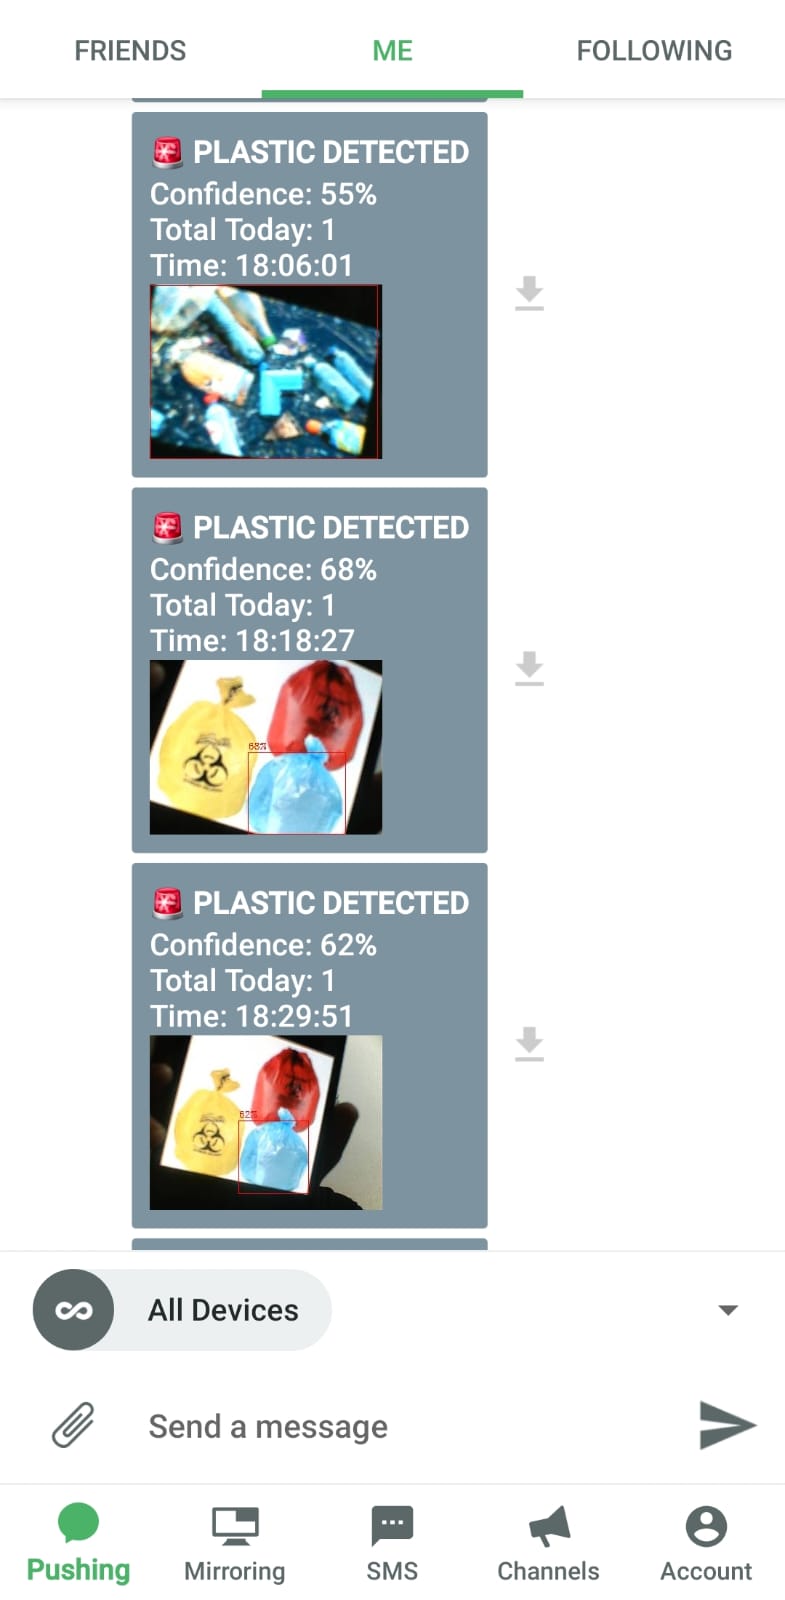 FRIENDS
ME
FOLLOWING
🚨 PLASTIC DETECTED
Confidence: 55%
Total Today: 1
Time: 18:06:01
🚨 PLASTIC DETECTED
Confidence: 68%
Total Today: 1
Time: 18:18:27
68%
🚨 PLASTIC DETECTED
Confidence: 62%
Total Today: 1
Time: 18:29:51
62%
All Devices
Send a message
Pushing
Mirroring
SMS
Channels
Account